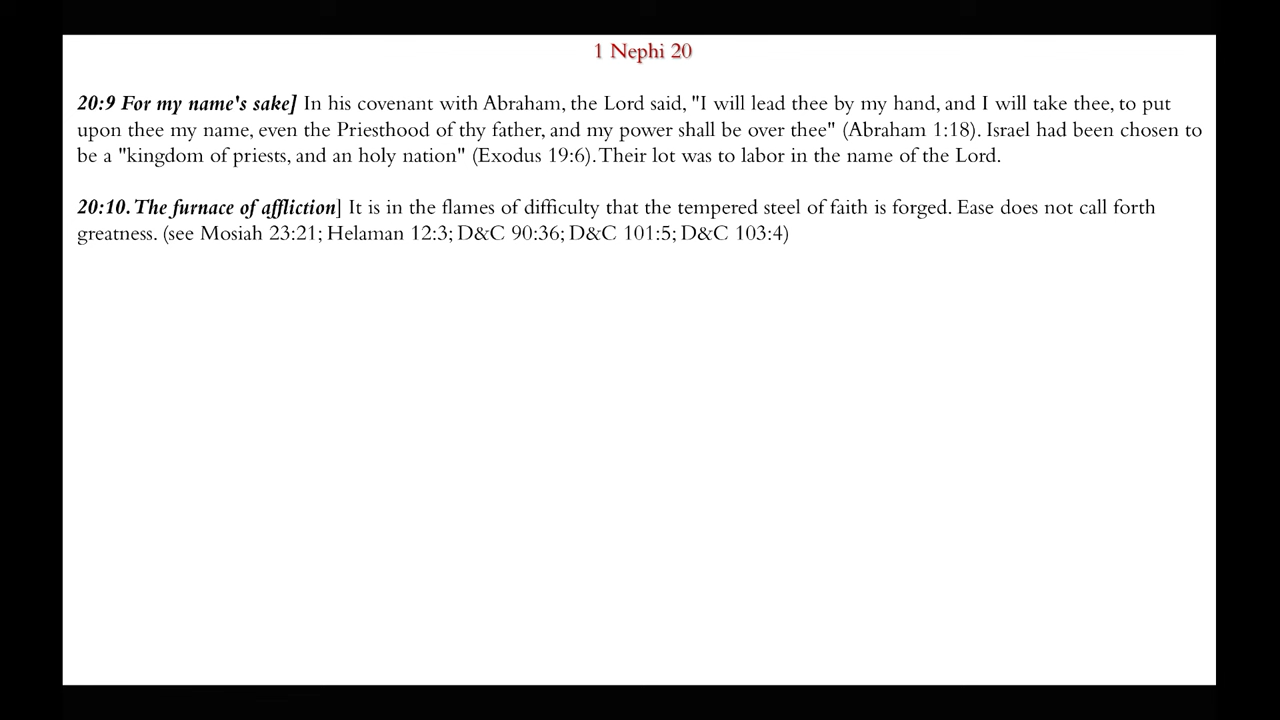 1 Nephi 20
20:9 For my name's sake] In his covenant with Abraham, the Lord said, "I will lead thee by my hand, and I will take thee, to put
upon thee my name, even the Priesthood of thy father, and my power shall be over thee" (Abraham 1:18). Israel had been chosen to
be a "kingdom of priests, and an holy nation" (Exodus 19:6). Their lot was to labor in the name of the Lord.
20:10. The furnace of affliction] It is in the flames of difficulty that the tempered steel of faith is forged. Ease does not call forth
greatness. (see Mosiah 23:21; Helaman 12:3; D&C 90:36; D&C 101:5; D&C 103:4)